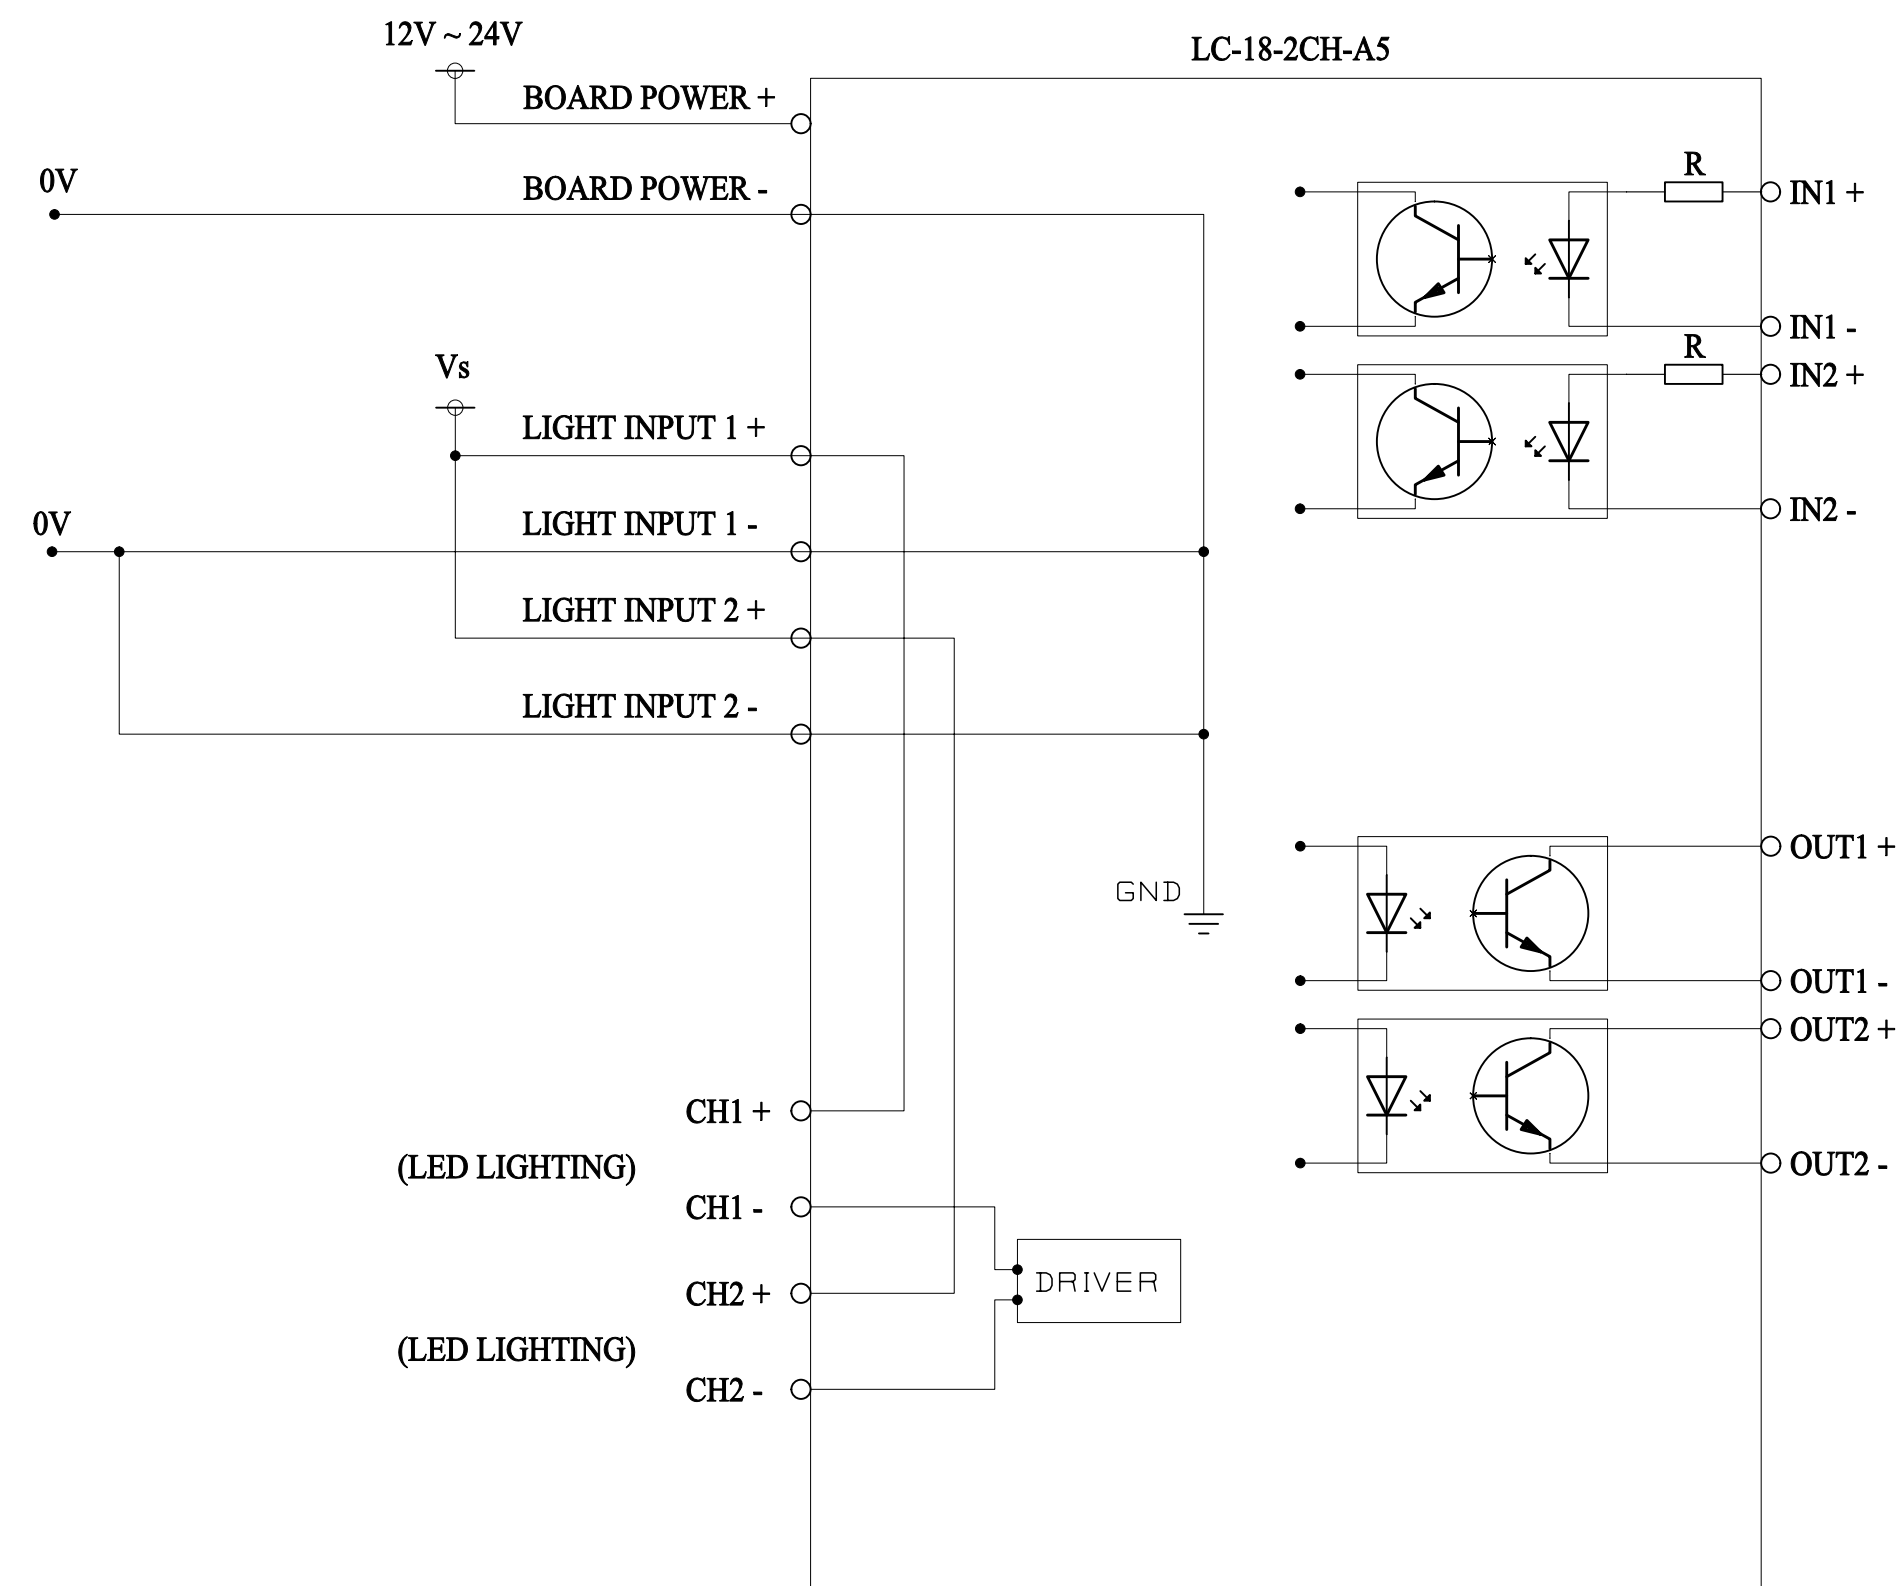 12V ~ 24V
LC-18-2CH-A5
BOARD POWER +
0V
BOARD POWER -
R
IN1 +
IN1 -
R
IN2 +
IN2 -
Vs
LIGHT INPUT 1 +
0V
LIGHT INPUT 1 -
LIGHT INPUT 2 +
LIGHT INPUT 2 -
GND
OUT1 +
OUT1 -
OUT2 +
OUT2 -
CH1 +
(LED LIGHTING)
CH1 -
CH2 +
DRIVER
(LED LIGHTING)
CH2 -